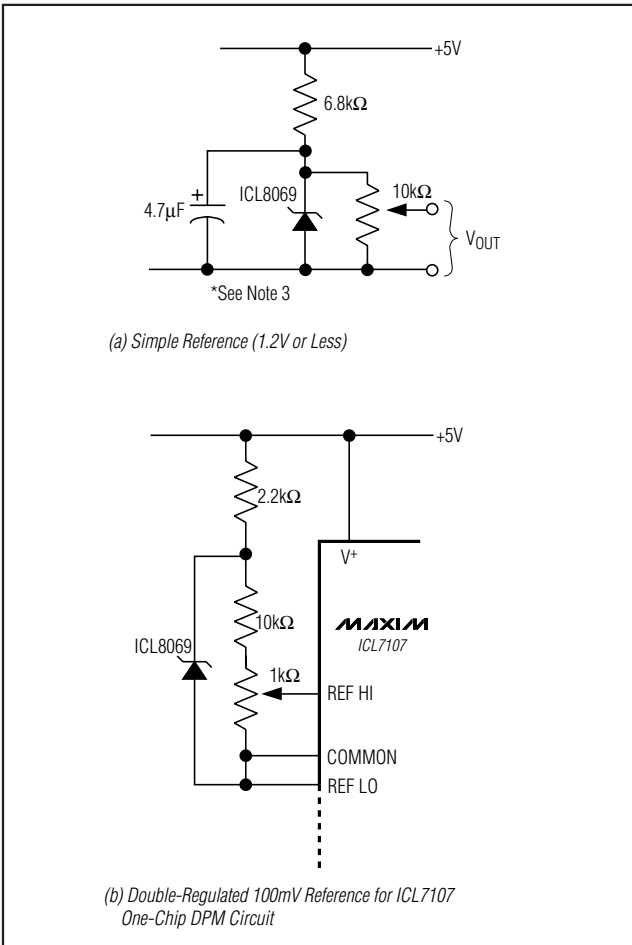 +5V
6.8kΩ
ICL8069
10kΩ
+
4.7µF
VOUT
*See Note 3
(a) Simple Reference (1.2V or Less)
+5V
2.2kΩ
V+
10kΩ
MAXIM
ICL7107
ICL8069
1kΩ
REF HI
COMMON
REF LO
(b) Double-Regulated 100mV Reference for ICL7107
One-Chip DPM Circuit